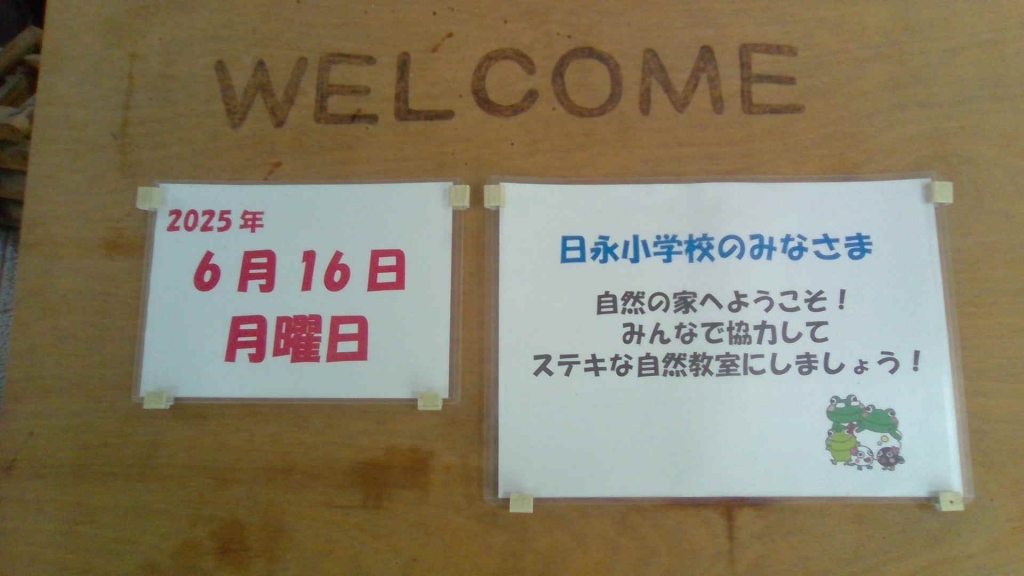 WELCOME
2025年
6月16日
月曜日
日永小学校のみなさま
自然の家へようこそ！
みんなで協力して
ステキな自然教室にしましょう！